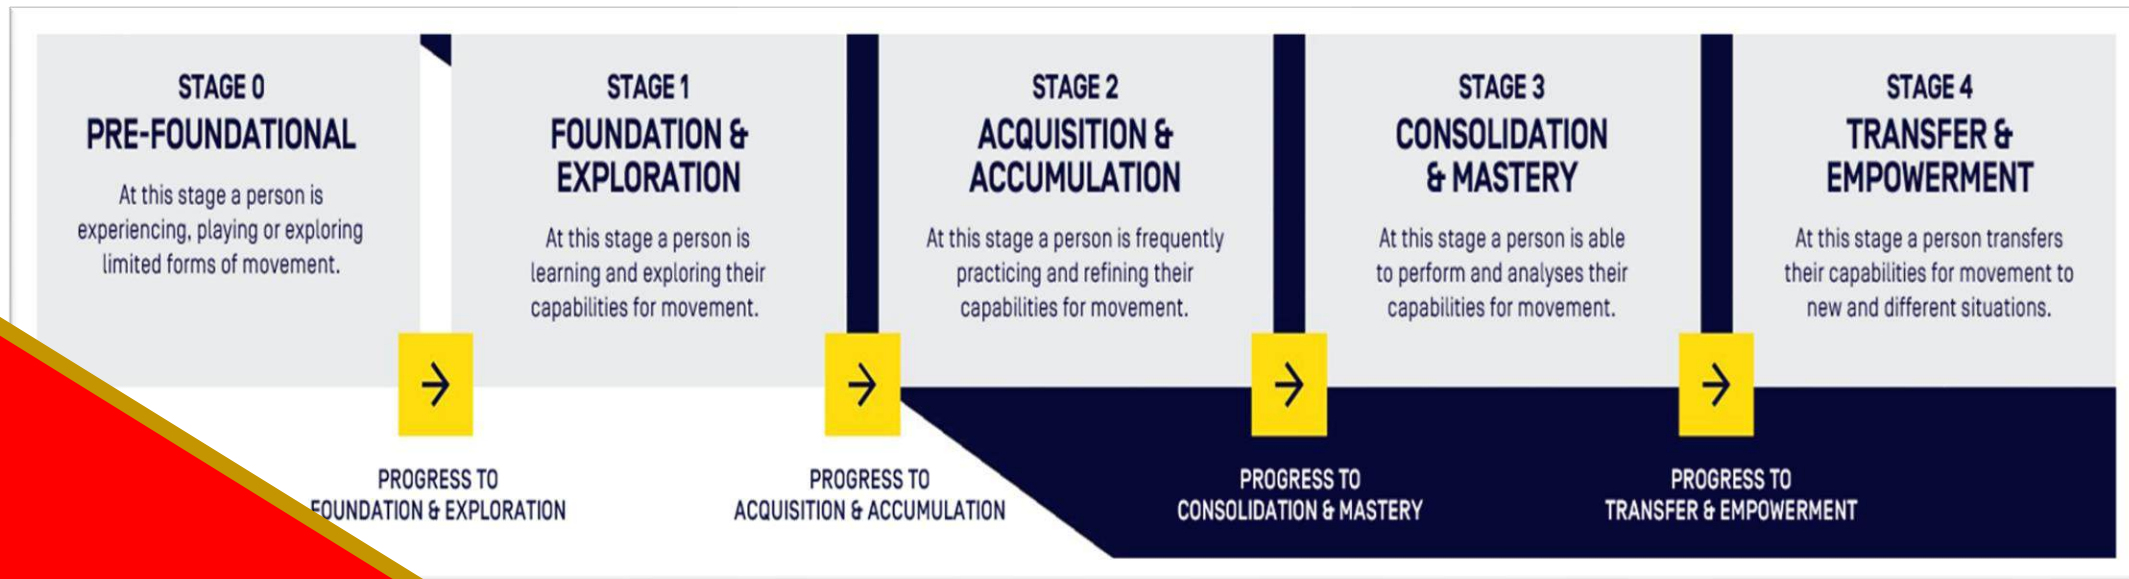 STAGE 0
PRE-FOUNDATIONAL
At this stage a person is
experiencing, playing or exploring
limited forms of movement.
STAGE 1
FOUNDATION &
EXPLORATION
At this stage a person is
learning and exploring their
capabilities for movement.
STAGE 2
ACQUISITION &
ACCUMULATION
At this stage a person is frequently
practicing and refining their
capabilities for movement.
STAGE 3
CONSOLIDATION
& MASTERY
At this stage a person is able
to perform and analyses their
capabilities for movement.
STAGE 4
TRANSFER &
EMPOWERMENT
At this stage a person transfers
their capabilities for movement to
new and different situations.
PROGRESS TO
FOUNDATION & EXPLORATION
PROGRESS TO
ACQUISITION & ACCUMULATION
PROGRESS TO
CONSOLIDATION & MASTERY
PROGRESS TO
TRANSFER & EMPOWERMENT